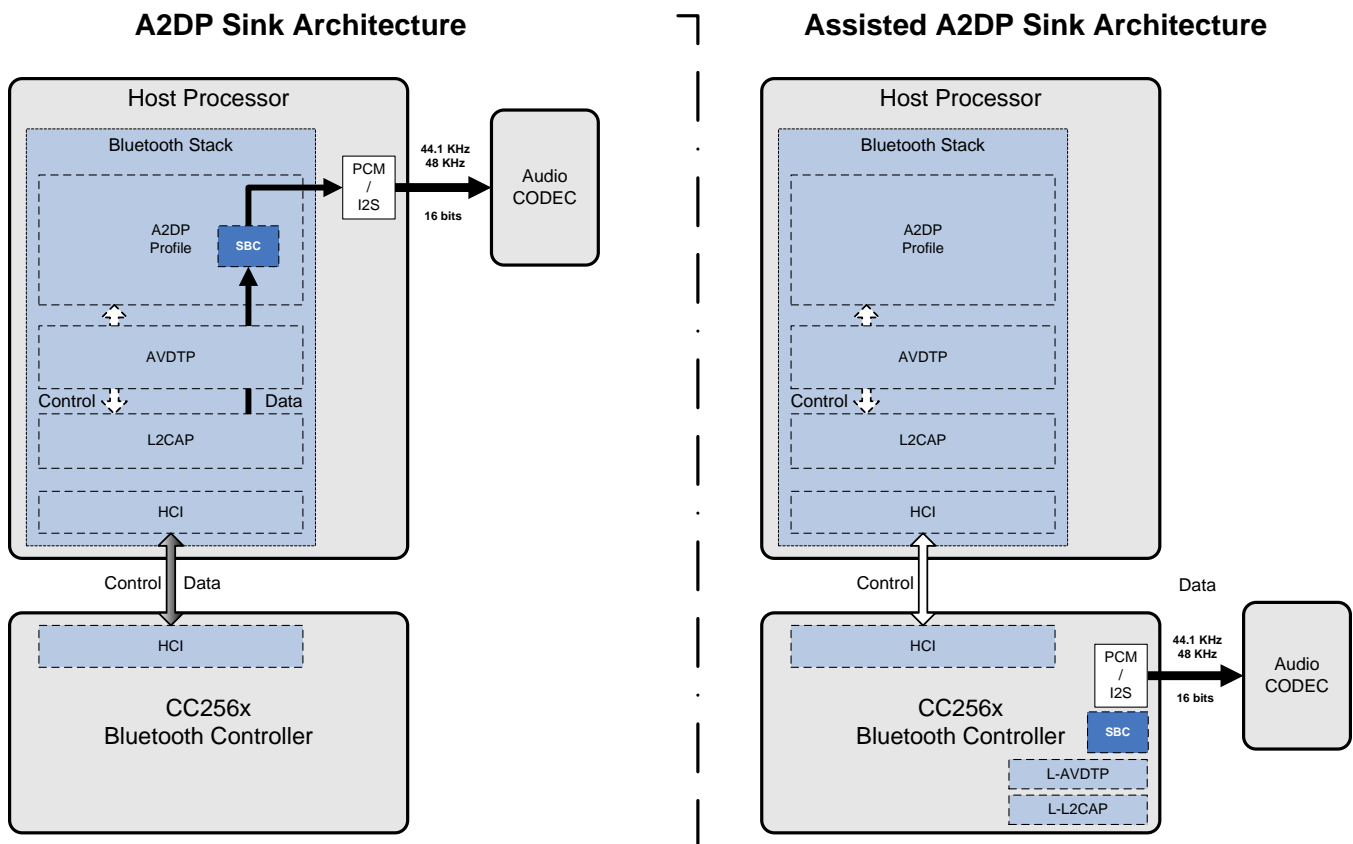 A2DP Sink Architecture
Host Processor
Bluetooth Stack
A2DP
Profile
SBC
PCM
/
I2S
44.1 KHz
48 KHz
16 bits
Audio
CODEC
AVDTP
Control
Data
L2CAP
HCI
Control
Data
HCI
CC256x
Bluetooth Controller
Assisted A2DP Sink Architecture
Host Processor
Bluetooth Stack
A2DP
Profile
AVDTP
Control
L2CAP
HCI
Control
Data
HCI
PCM
/
I2S
44.1 KHz
48 KHz
16 bits
Audio
CODEC
CC256x
Bluetooth Controller
SBC
L-AVDTP
L-L2CAP